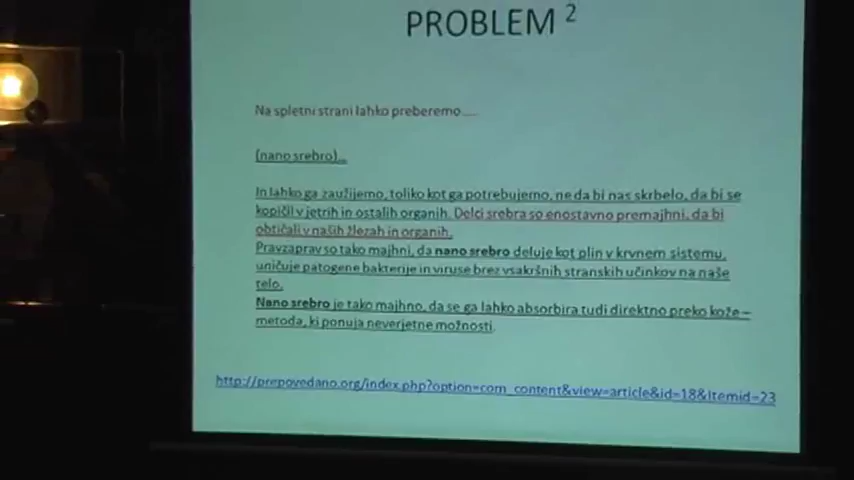 PROBLEM ²
Na spletni strani lahko preberemo....
(nano srebro)...
In lahko ga zaužijemo, toliko kot ga potrebujemo, ne da bi nas skrbelo, da bi se
kopičil v jetrih in ostalih organih. Delci srebra so enostavno premajhni, da bi
obtičali v naših žlezah in organih.
Pravzaprav so tako majhni, da nano srebro deluje kot plin v krvnem sistemu,
uničuje patogene bakterije in viruse brez vsakršnih stranskih učinkov na naše
telo.
Nano srebro je tako majhno, da se ga lahko absorbira tudi direktno preko kože –
metoda, ki ponuja neverjetne možnosti.
http://prepovedano.org/index.php?option=com_content&view=article&id=18&Itemid=23